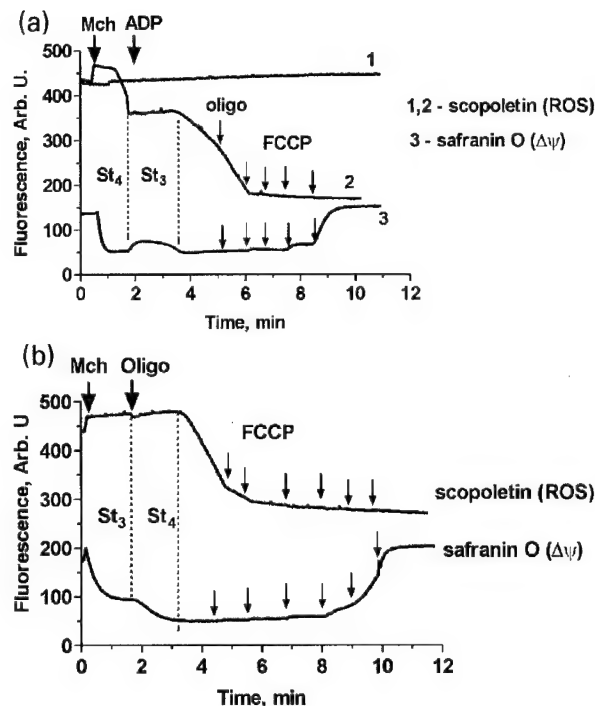 (a)
Mch ADP
500
400
300
200
100
0
Fluorescence, Arb. U.
1
oligo
FCCP
St4 St3
2
3
0 2 4 6 8 10 12
Time, min
1,2 - scopoletin (ROS)
3 - safranin O (Δψ)
(b)
Mch Oligo
500
400
300
200
100
0
Fluorescence, Arb. U
FCCP
St3 St4
scopoletin (ROS)
safranin O (Δψ)
0 2 4 6 8 10 12
Time, min